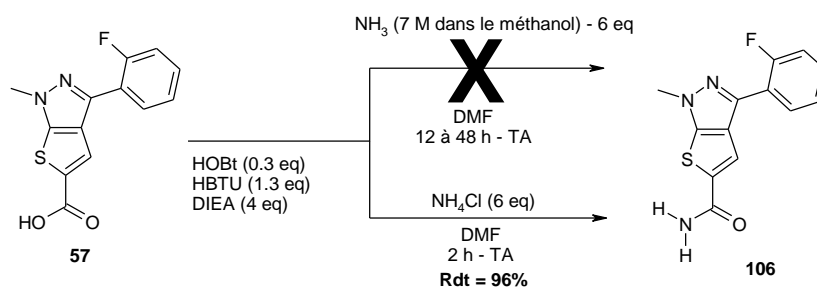 NH3 (7 M dans le méthanol) - 6 eq
DMF
12 à 48 h - TA
HOBt (0.3 eq)
HBTU (1.3 eq)
DIEA (4 eq)
NH4Cl (6 eq)
DMF
2 h - TA
Rdt = 96%
F
N
N
S
HO
O
57
F
N
N
S
H
N
O
H
106